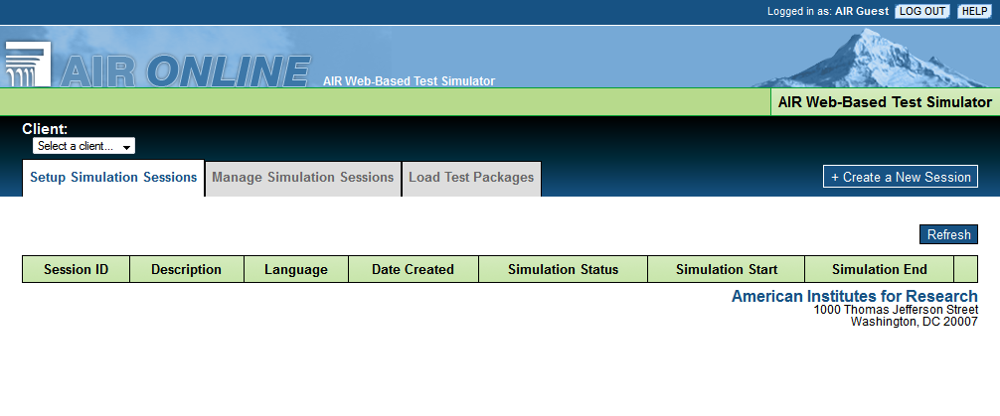 Logged in as: AIR Guest LOG OUT HELP
AIR ONLINE AIR Web-Based Test Simulator
AIR Web-Based Test Simulator
Client:
Select a client...
Setup Simulation Sessions Manage Simulation Sessions Load Test Packages + Create a New Session
Refresh
Session ID Description Language Date Created Simulation Status Simulation Start Simulation End
American Institutes for Research
1000 Thomas Jefferson Street
Washington, DC 20007